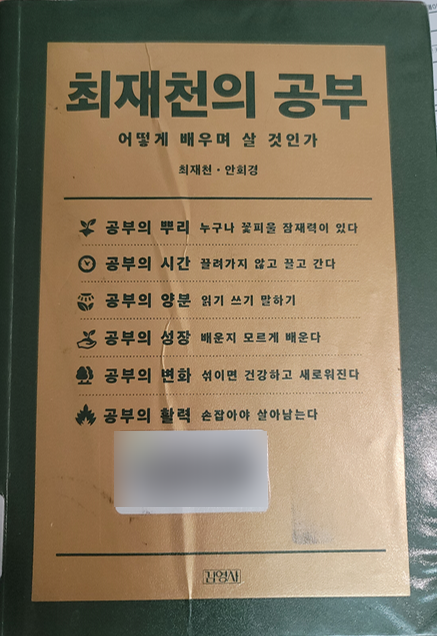 최재천의 공부
어떻게 배우며 살 것인가
최재천 · 안희경
공부의 뿌리 누구나 꽃피울 잠재력이 있다
공부의 시간 끌려가지 않고 끌고 간다
공부의 양분 읽기 쓰기 말하기
공부의 성장 배운지 모르게 배운다
공부의 변화 섞이면 건강하고 새로워진다
공부의 활력 손잡아야 살아남는다
김영사